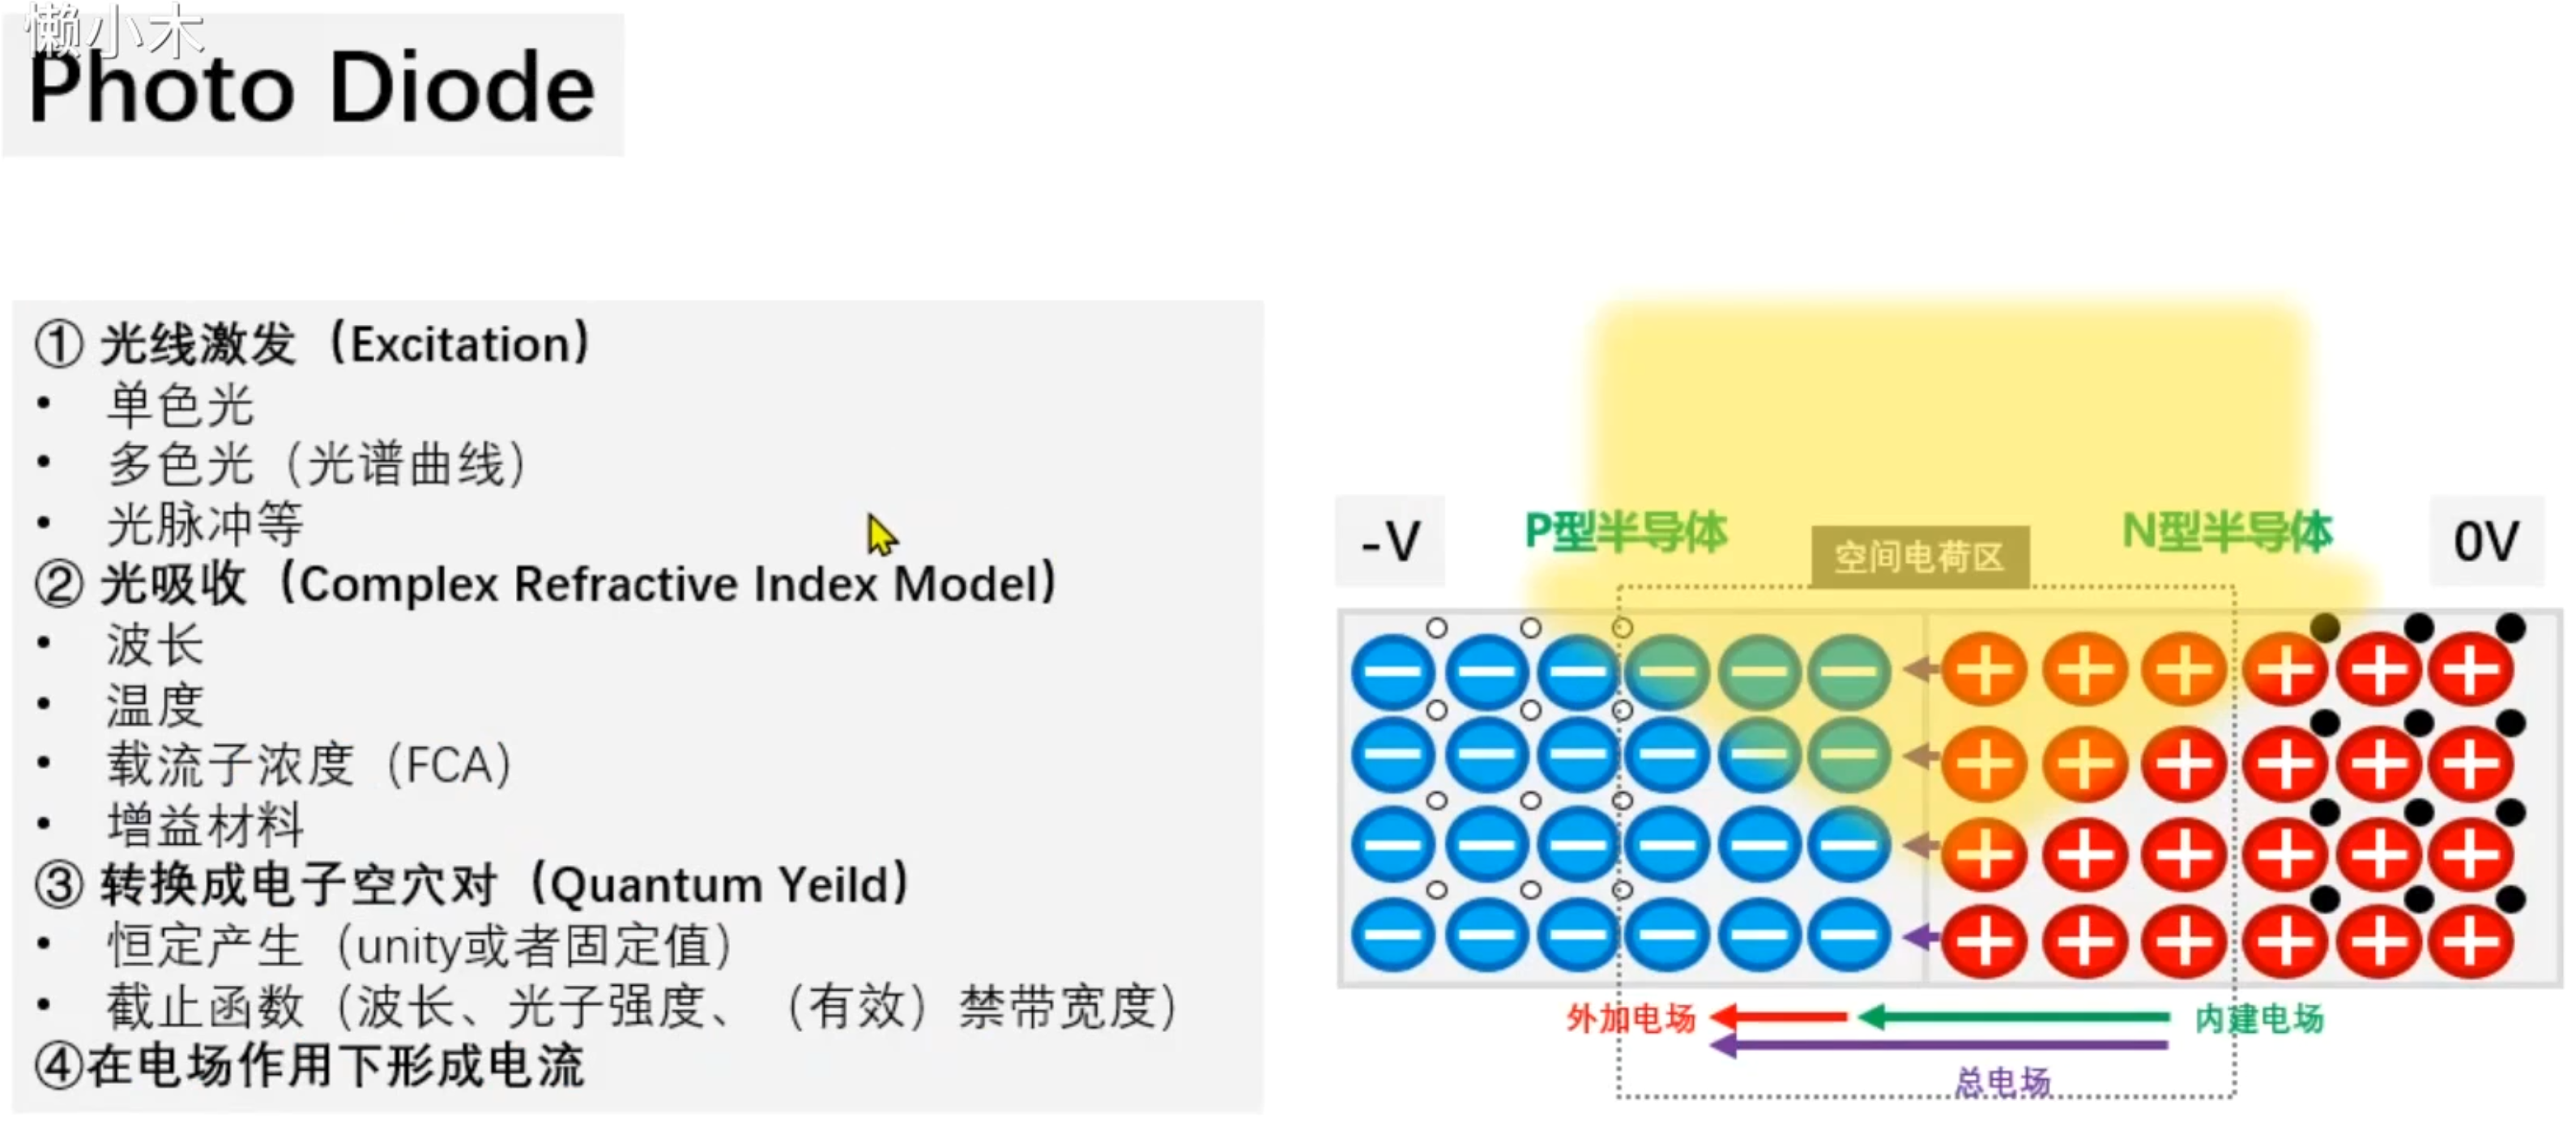 懒小木
Photo Diode
① 光线激发（Excitation）
• 单色光
• 多色光（光谱曲线）
• 光脉冲等
② 光吸收（Complex Refractive Index Model）
• 波长
• 温度
• 载流子浓度（FCA）
• 增益材料
③ 转换成电子空穴对（Quantum Yeild）
• 恒定产生（unity或者固定值）
• 截止函数（波长、光子强度、（有效）禁带宽度）
④在电场作用下形成电流
-V
P型半导体
空间电荷区
N型半导体
0V
外加电场
内建电场
总电场